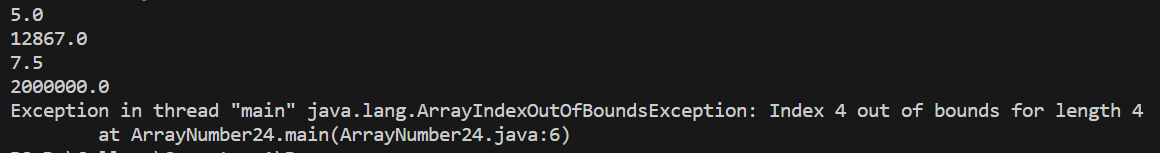 5.0
12867.0
7.5
2000000.0
Exception in thread "main" java.lang.ArrayIndexOutOfBoundsException: Index 4 out of bounds for length 4
        at ArrayNumber24.main(ArrayNumber24.java:6)